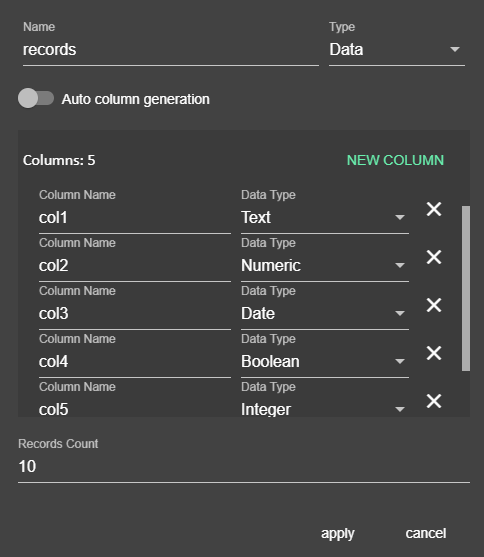 Name Type
records Data
Auto column generation
Columns: 5 NEW COLUMN
Column Name Data Type
col1 Text
Column Name Data Type
col2 Numeric
Column Name Data Type
col3 Date
Column Name Data Type
col4 Boolean
Column Name Data Type
col5 Integer
Records Count
10
apply cancel